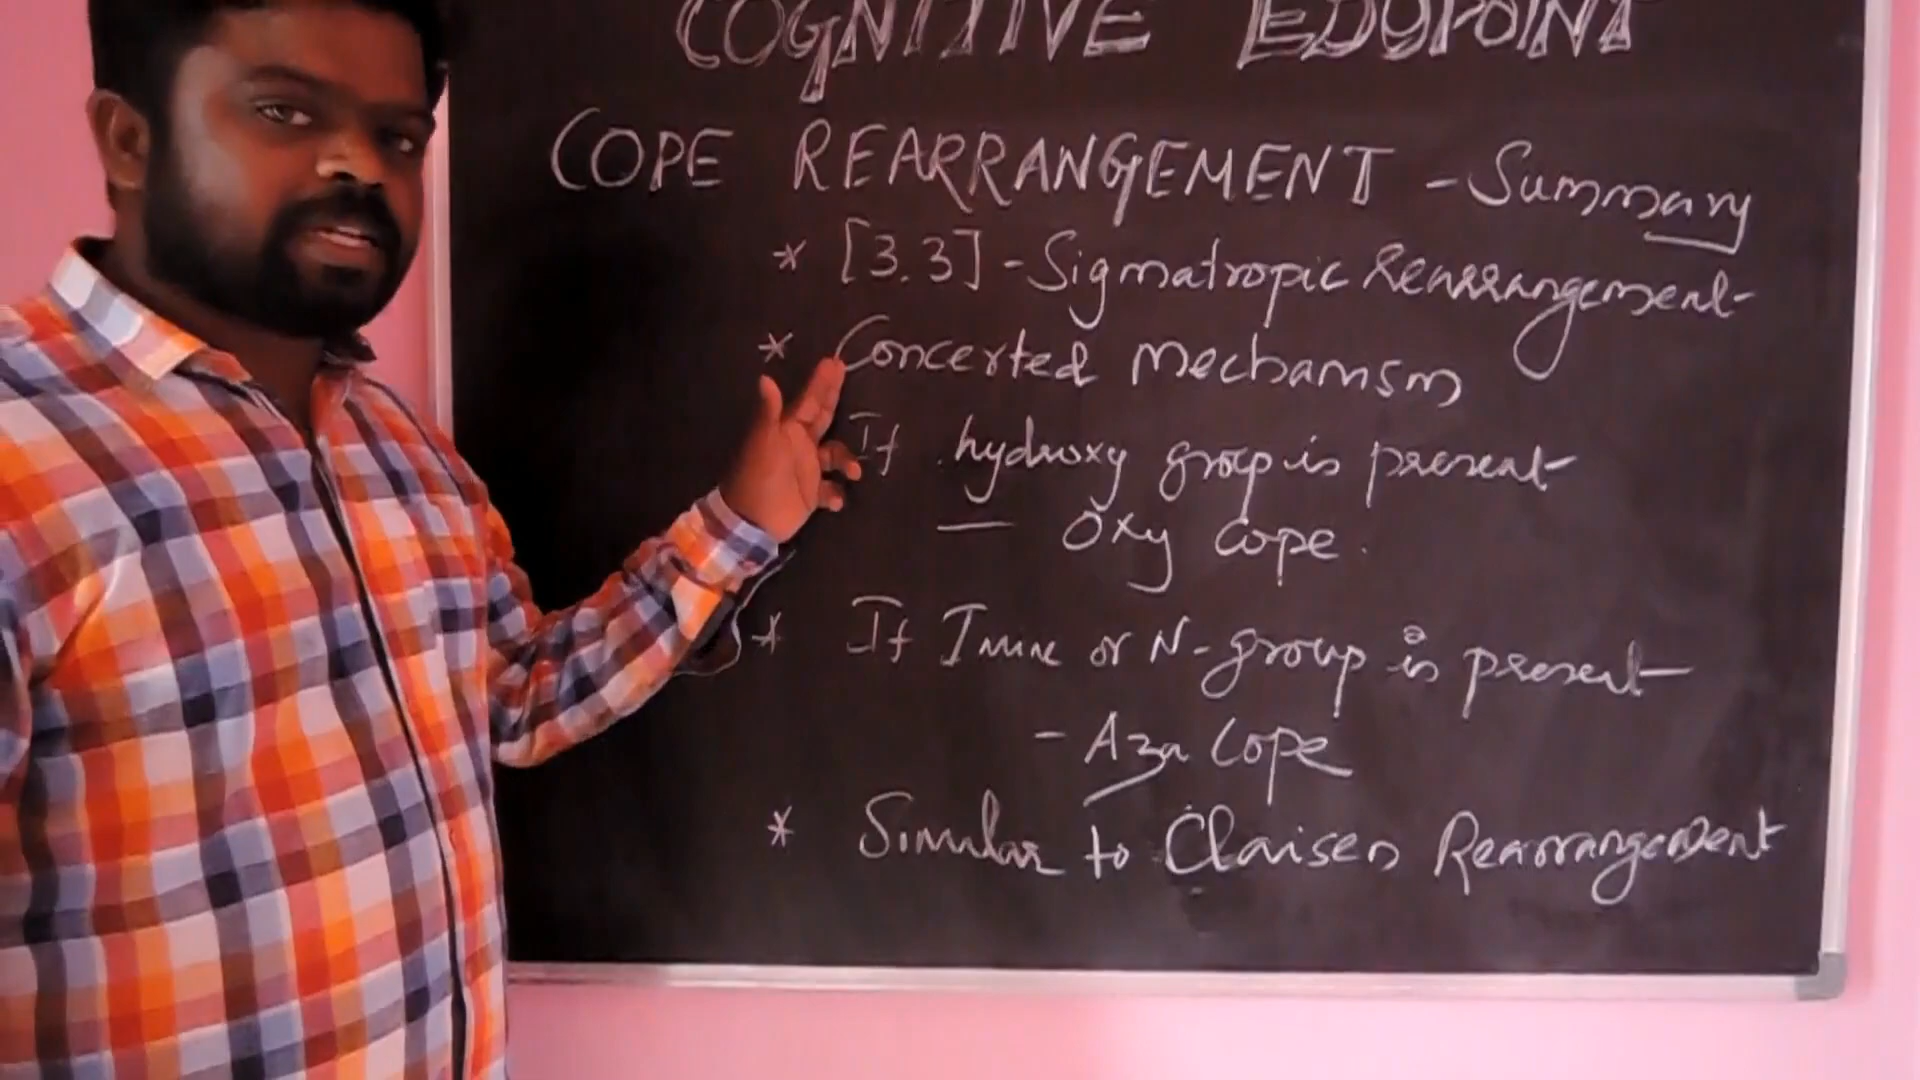 COGNITIVE EDUPOINT
COPE REARRANGEMENT - Summary
* [3.3] - Sigmatropic Rearrangement
* Concerted Mechanism
If hydroxy group is present
— Oxy Cope.
* If Imine or N-group is present
- Aza Cope
* Similar to Claisen Rearrangement